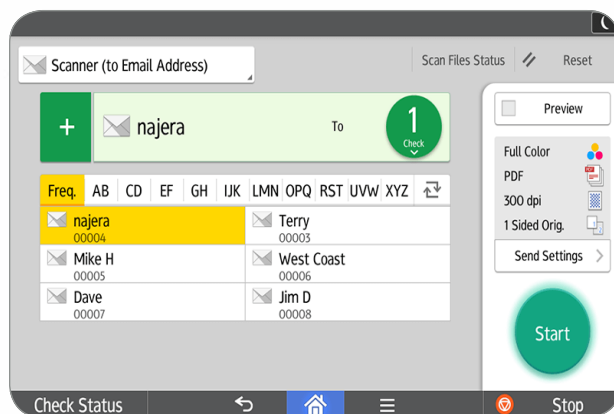 Scanner (to Email Address)
Scan Files Status
Reset
+
najera
To
1
Check
Preview
Full Color
PDF
300 dpi
1 Sided Orig.
Send Settings
Freq. AB CD EF GH IJK LMN OPQ RST UVW XYZ
najera
00004
Terry
00003
Mike H
00005
West Coast
00006
Dave
00007
Jim D
00008
Start
Check Status
Stop